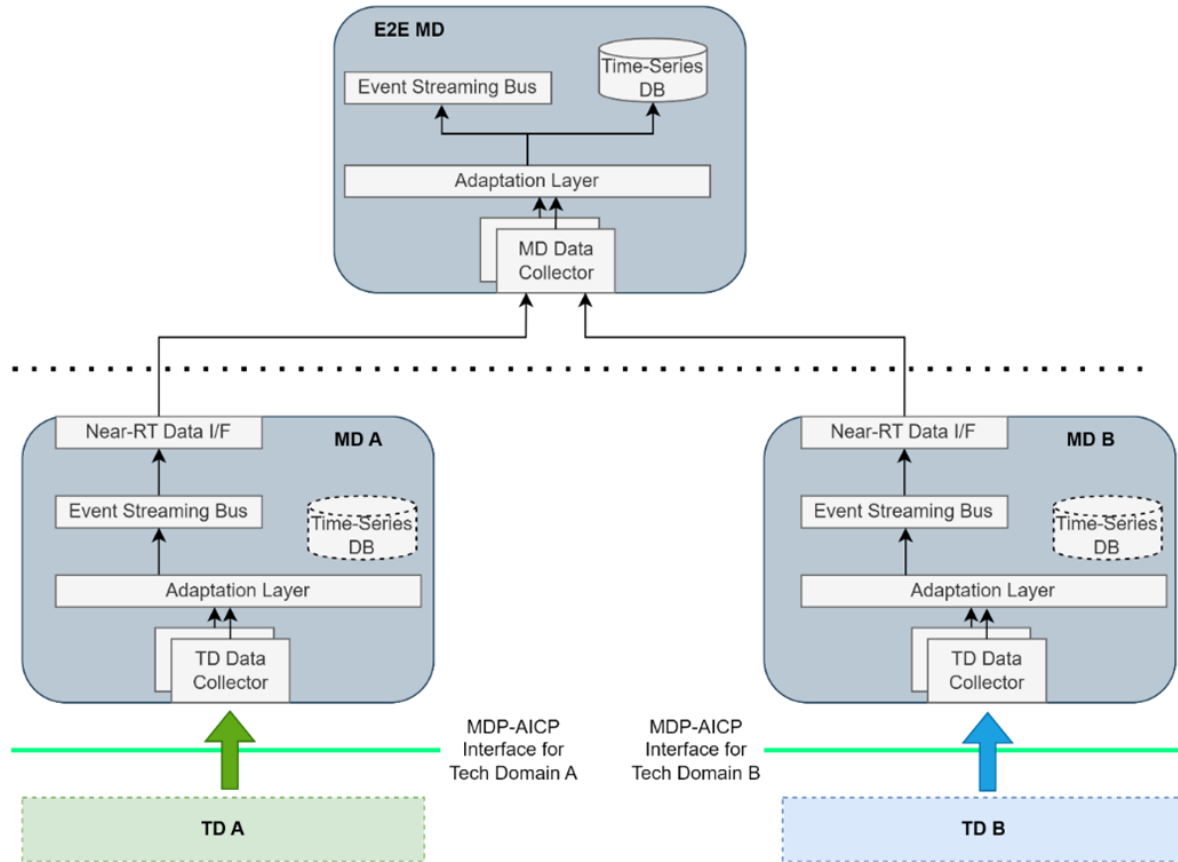 E2E MD
Time-Series
DB
Event Streaming Bus
Adaptation Layer
MD Data
Collector
Near-RT Data I/F
MD A
Event Streaming Bus
Time-Series
DB
Adaptation Layer
TD Data
Collector
Near-RT Data I/F
MD B
Event Streaming Bus
Time-Series
DB
Adaptation Layer
TD Data
Collector
MDP-AICP
Interface for
Tech Domain A
MDP-AICP
Interface for
Tech Domain B
TD A
TD B